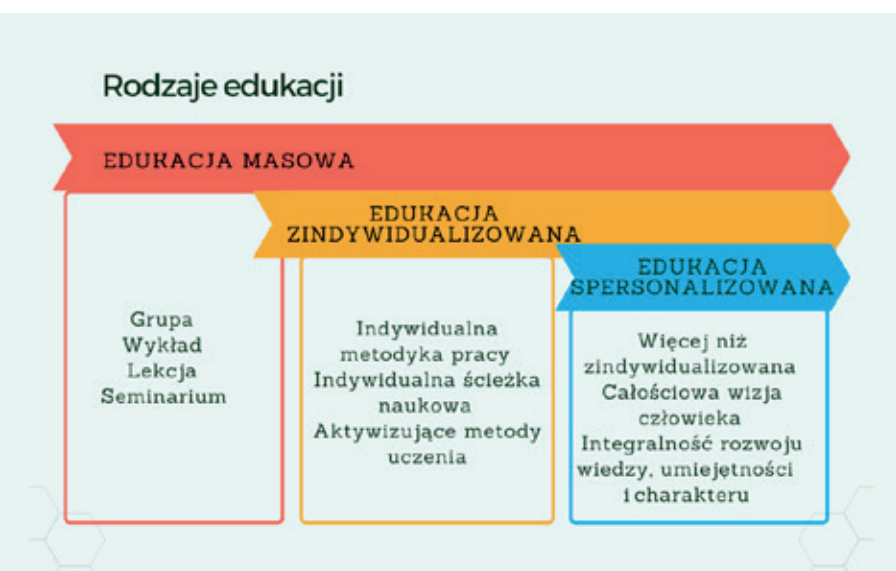 Rodzaje edukacji
EDUKACJA MASOWA
EDUKACJA
ZINDYWIDUALIZOWANA
EDUKACJA
SPERSONALIZOWANA
Grupa
Wykład
Lekcja
Seminarium
Indywidualna
metodyka pracy
Indywidualna ścieżka
naukowa
Aktywizujące metody
uczenia
Więcej niż
zindywidualizowana
Całościowa wizja
człowieka
Integralność rozwoju
wiedzy, umiejętności
i charakteru